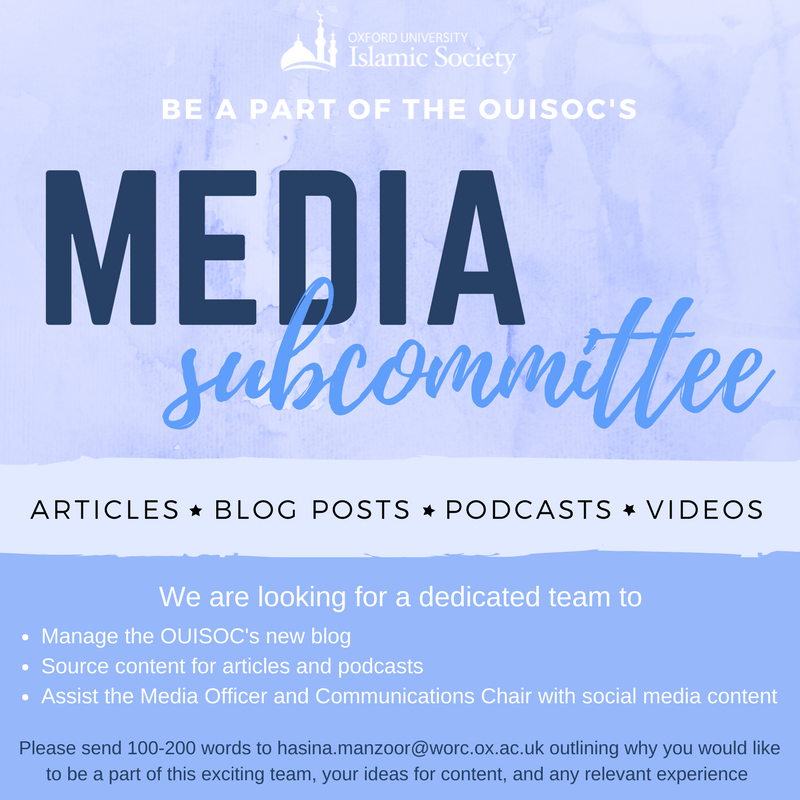 OXFORD UNIVERSITY
Islamic Society
BE A PART OF THE OUISOC'S
MEDIA
subcommittee
ARTICLES ★ BLOG POSTS ★ PODCASTS ★ VIDEOS
We are looking for a dedicated team to
• Manage the OUISOC's new blog
• Source content for articles and podcasts
• Assist the Media Officer and Communications Chair with social media content
Please send 100-200 words to hasina.manzoor@worc.ox.ac.uk outlining why you would like
to be a part of this exciting team, your ideas for content, and any relevant experience